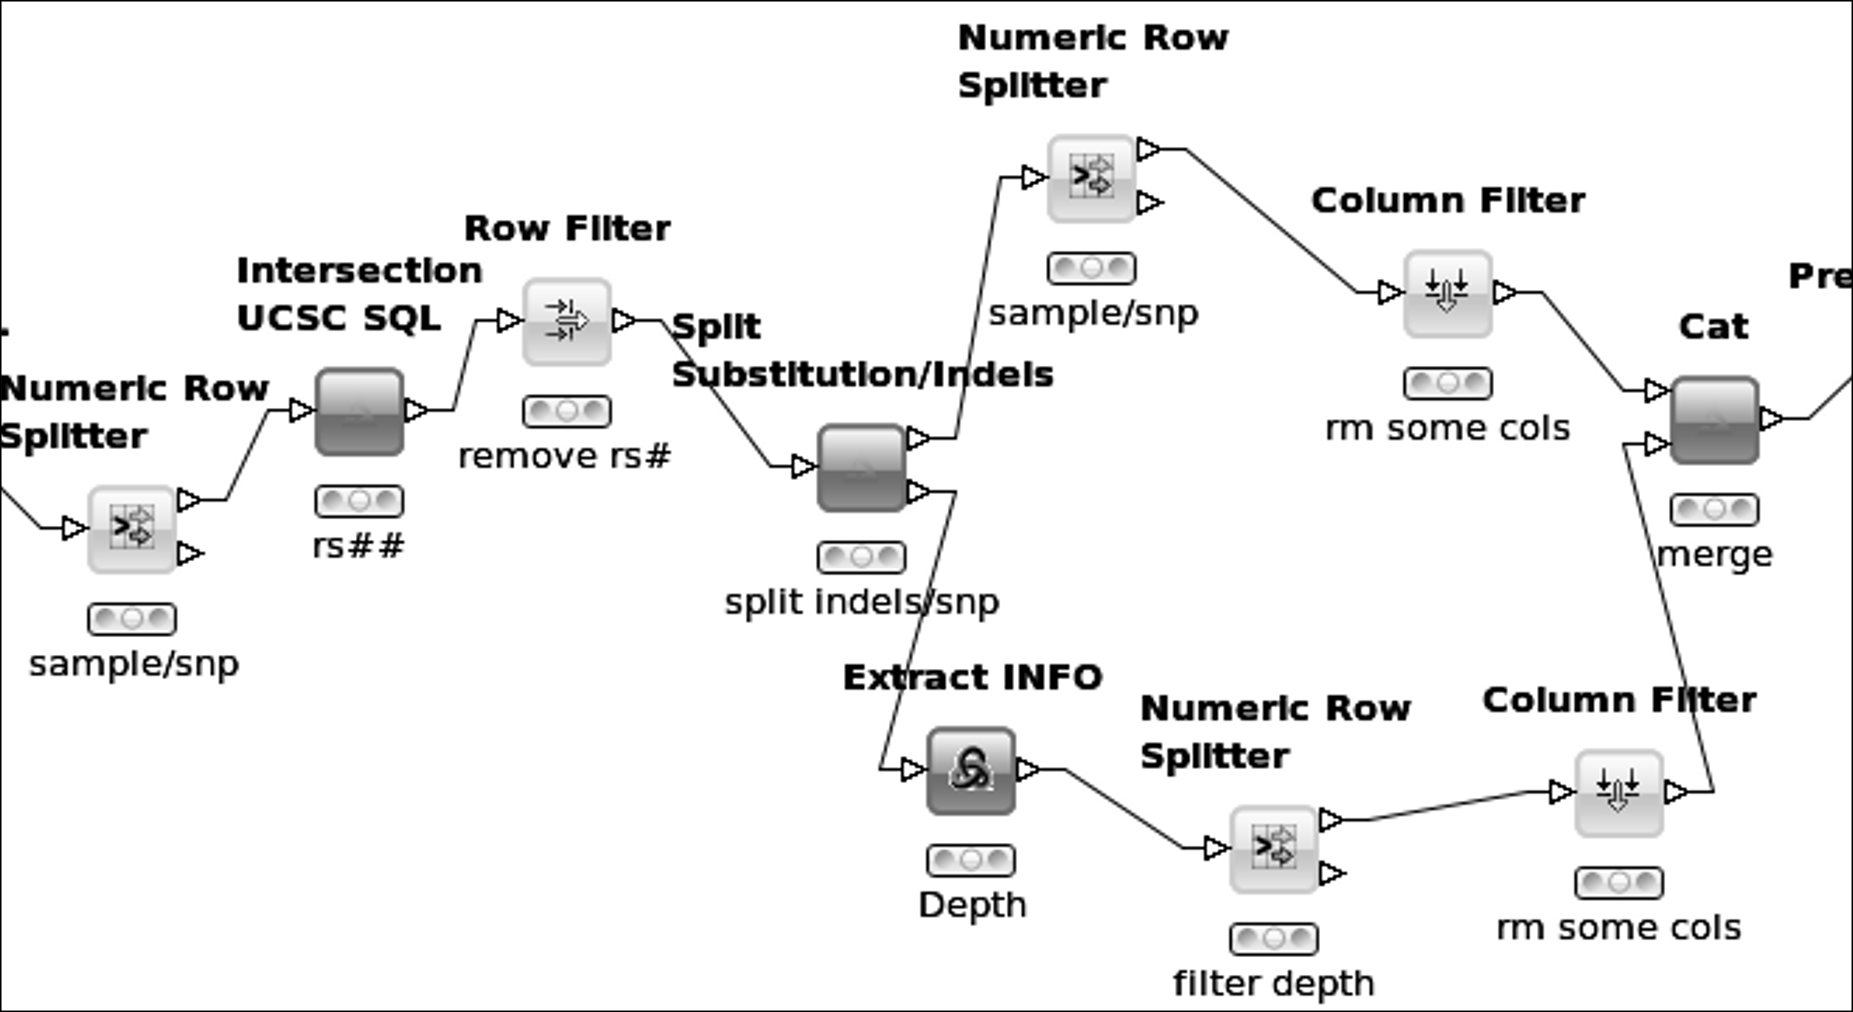 Numeric Row
Splitter
sample/snp
Intersection
UCSC SQL
rs##
Row Filter
remove rs#
Split
Substitution/Indels
split indels/snp
Numeric Row
Splitter
sample/snp
Column Filter
rm some cols
Extract INFO
Depth
Numeric Row
Splitter
filter depth
Column Filter
rm some cols
Cat
merge
Pre